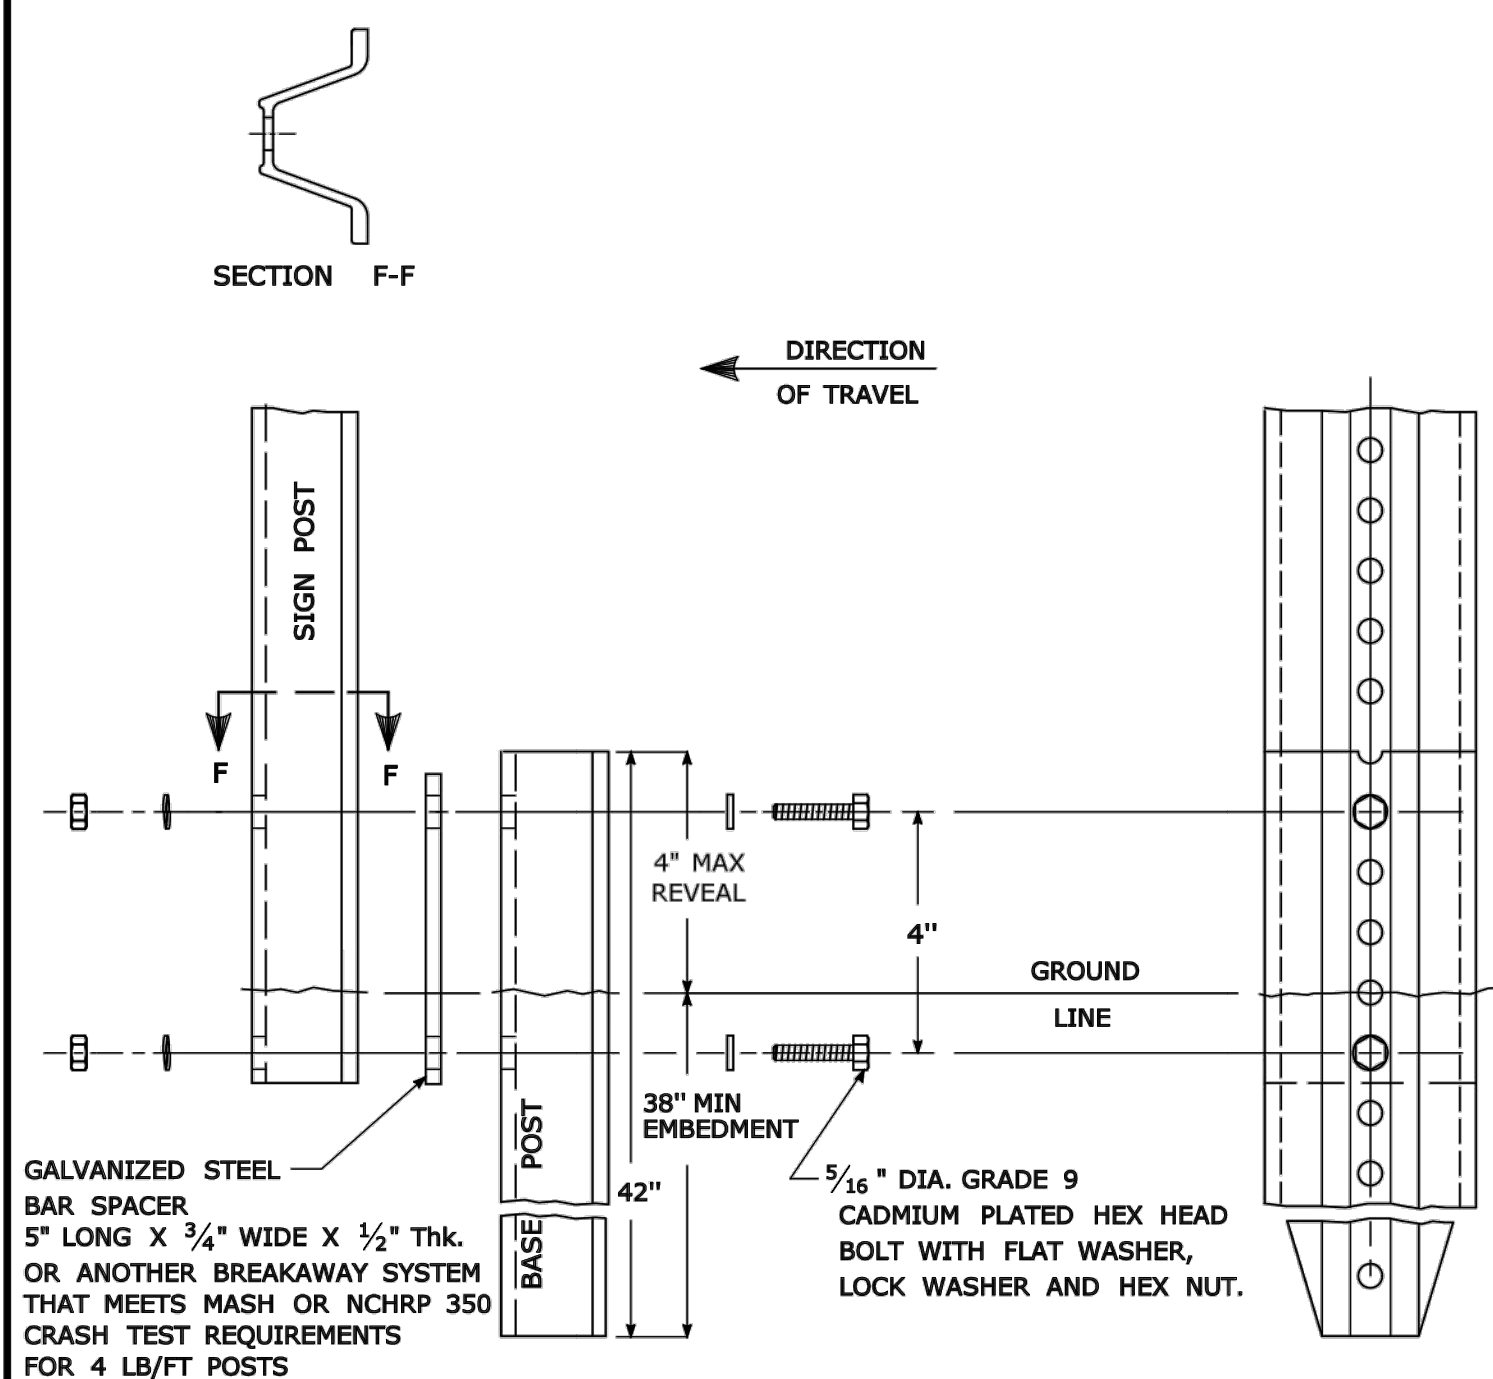 SECTION F-F
DIRECTION
OF TRAVEL
SIGN POST
F
F
4" MAX
REVEAL
4"
GROUND
LINE
38" MIN
EMBEDMENT
42"
BASE POST
GALVANIZED STEEL
BAR SPACER
5" LONG X 3/4" WIDE X 1/2" Thk.
OR ANOTHER BREAKAWAY SYSTEM
THAT MEETS MASH OR NCHRP 350
CRASH TEST REQUIREMENTS
FOR 4 LB/FT POSTS
5/16 " DIA. GRADE 9
CADMIUM PLATED HEX HEAD
BOLT WITH FLAT WASHER,
LOCK WASHER AND HEX NUT.